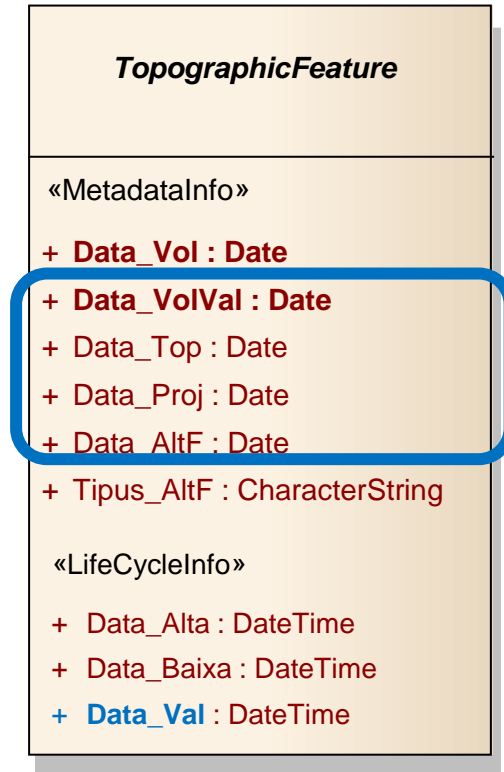 TopographicFeature
«MetadataInfo»
+ Data_Vol : Date
+ Data_VolVal : Date
+ Data_Top : Date
+ Data_Proj : Date
+ Data_AltF : Date
+ Tipus_AltF : CharacterString
«LifeCycleInfo»
+ Data_Alta : DateTime
+ Data_Baixa : DateTime
+ Data_Val : DateTime